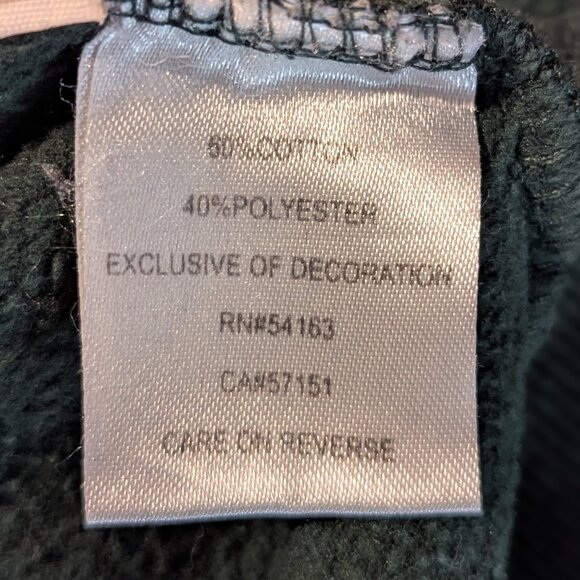 60%COTTON
40%POLYESTER
EXCLUSIVE OF DECORATION
RN#54163
CA#57151
CARE ON REVERSE